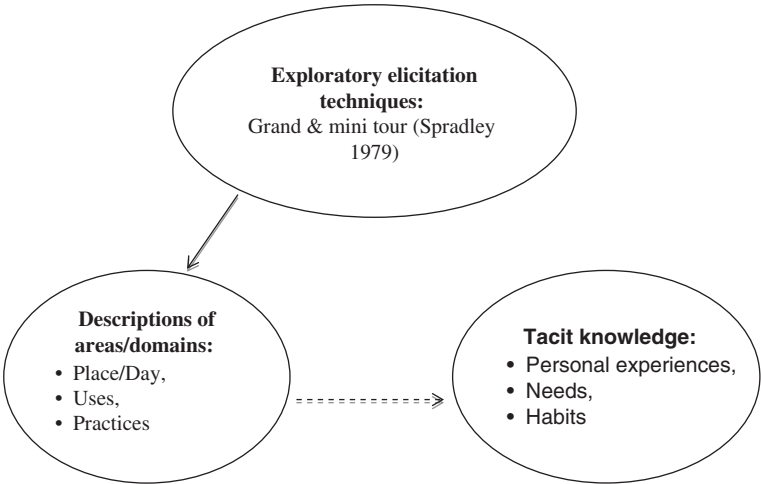 Exploratory elicitation
techniques:
Grand & mini tour (Spradley
1979)
Descriptions of
areas/domains:
• Place/Day,
• Uses,
• Practices
Tacit knowledge:
• Personal experiences,
• Needs,
• Habits